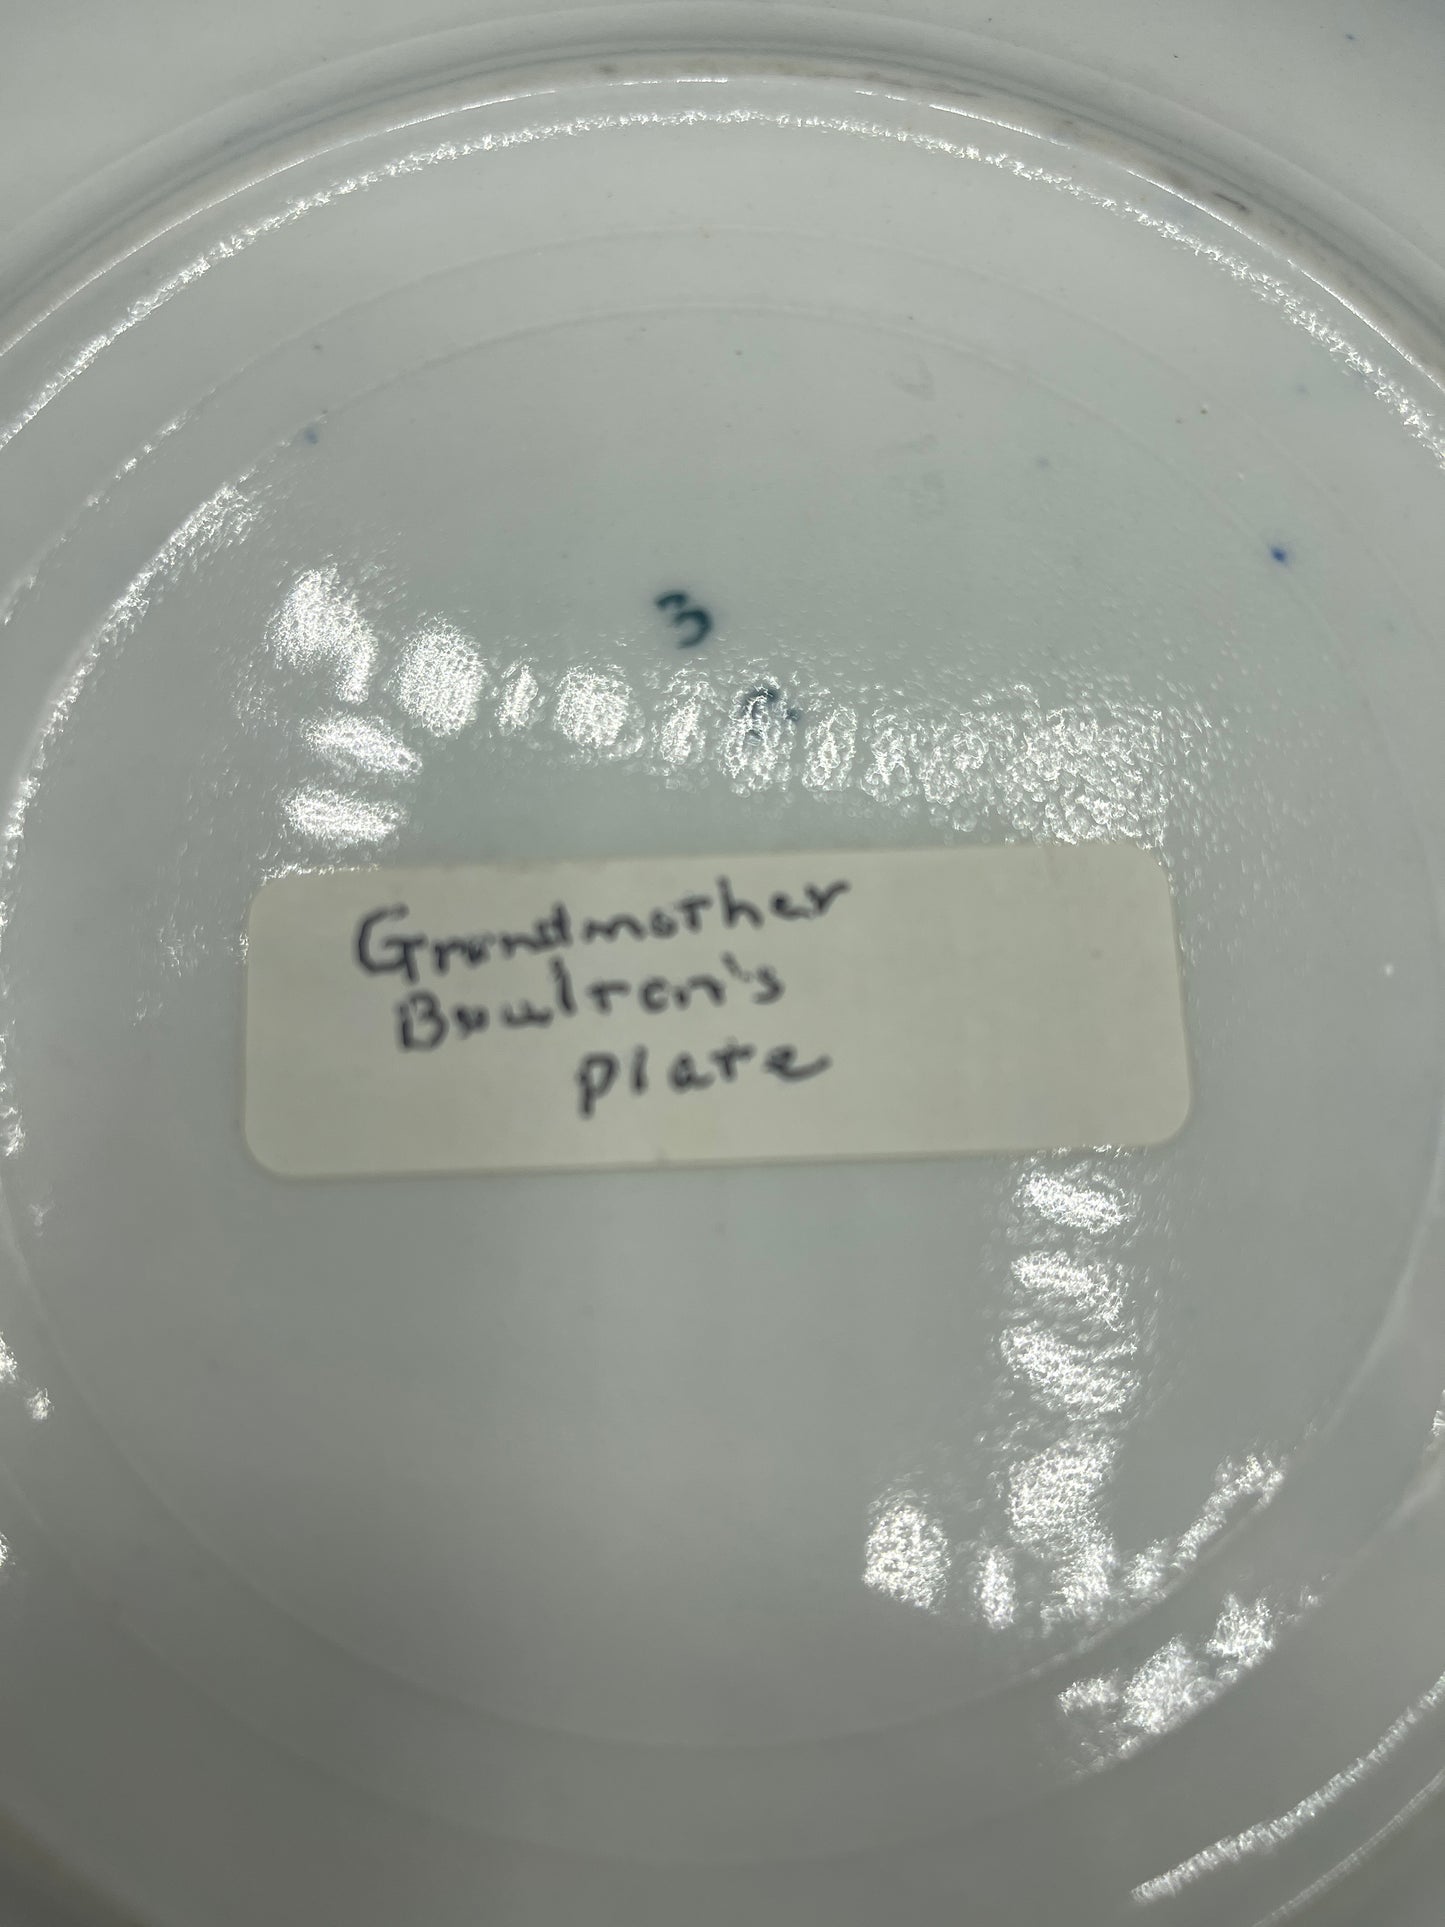 3
Grandmother
Boulton's
plate